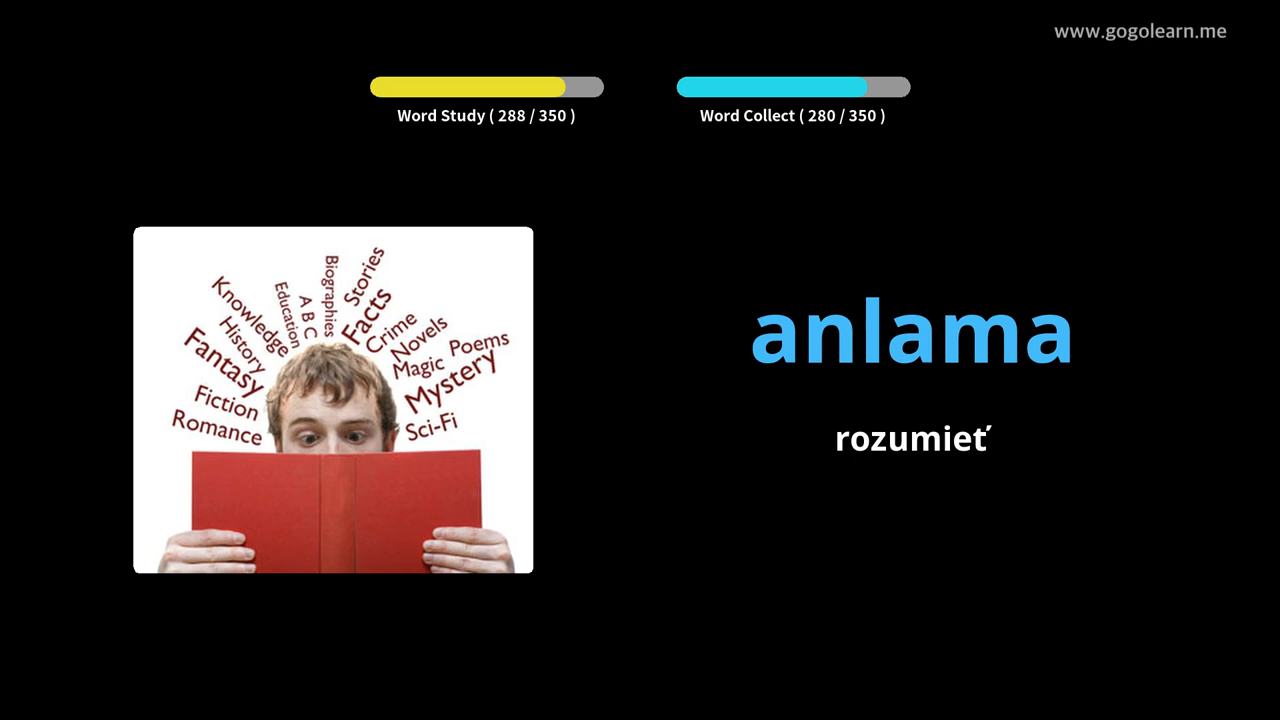 www.gogolearn.me
Word Study ( 288 / 350 )
Word Collect ( 280 / 350 )
Knowledge
Education
A B C
Biographies
Stories
Facts
Crime
Novels
Poems
Magic
Mystery
Sci-Fi
History
Fantasy
Fiction
Romance
anlama
rozumieť